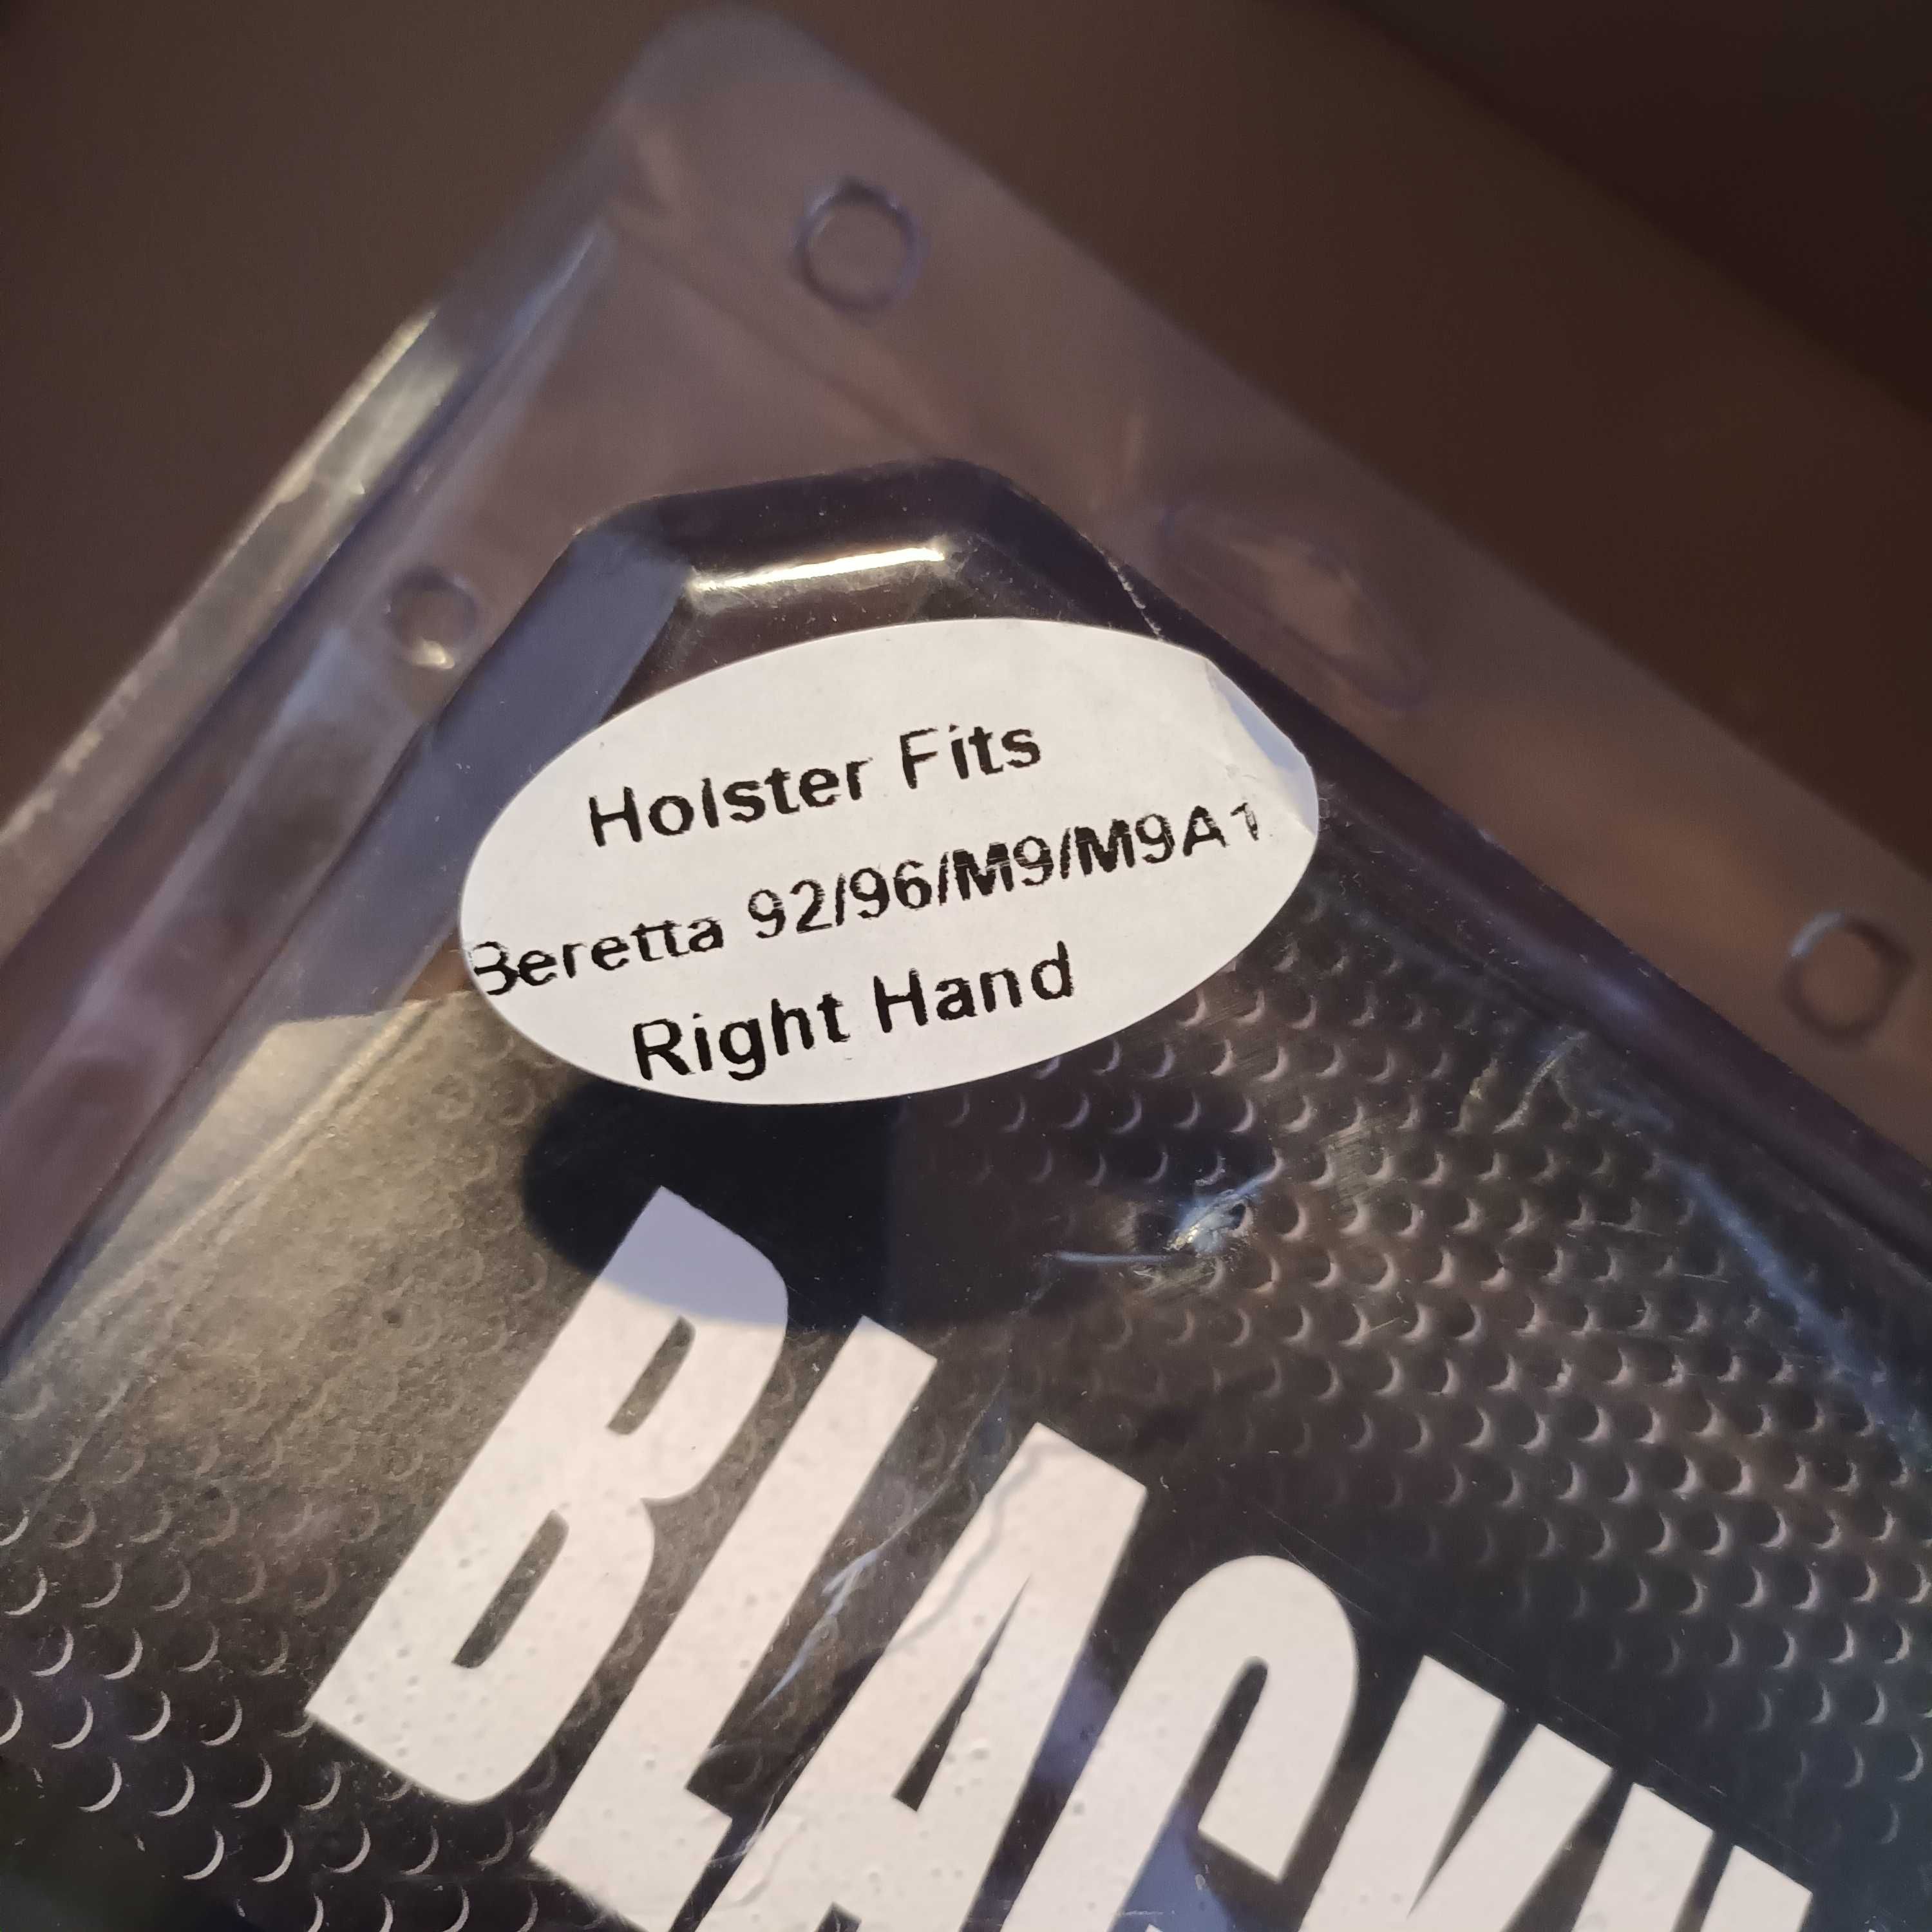 Holster Fits
Beretta 92/96/M9/M9A1
Right Hand
BLACK